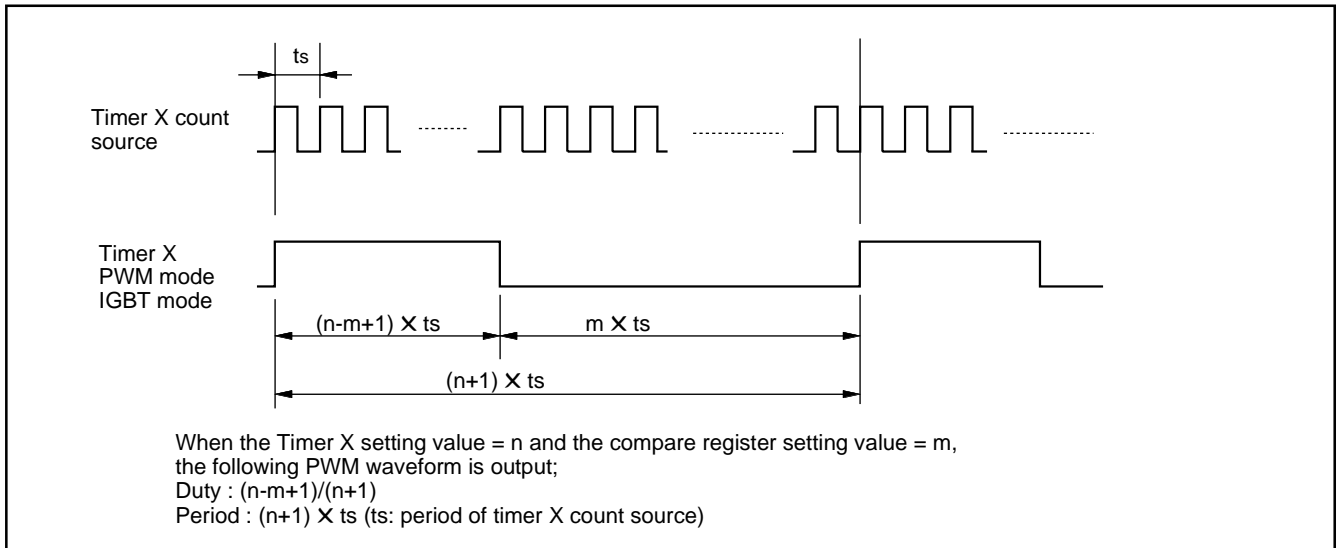 ts
Timer X count
source
Timer X
PWM mode
IGBT mode
(n-m+1) X ts
m X ts
(n+1) X ts
When the Timer X setting value = n and the compare register setting value = m,
the following PWM waveform is output;
Duty : (n-m+1)/(n+1)
Period : (n+1) X ts (ts: period of timer X count source)